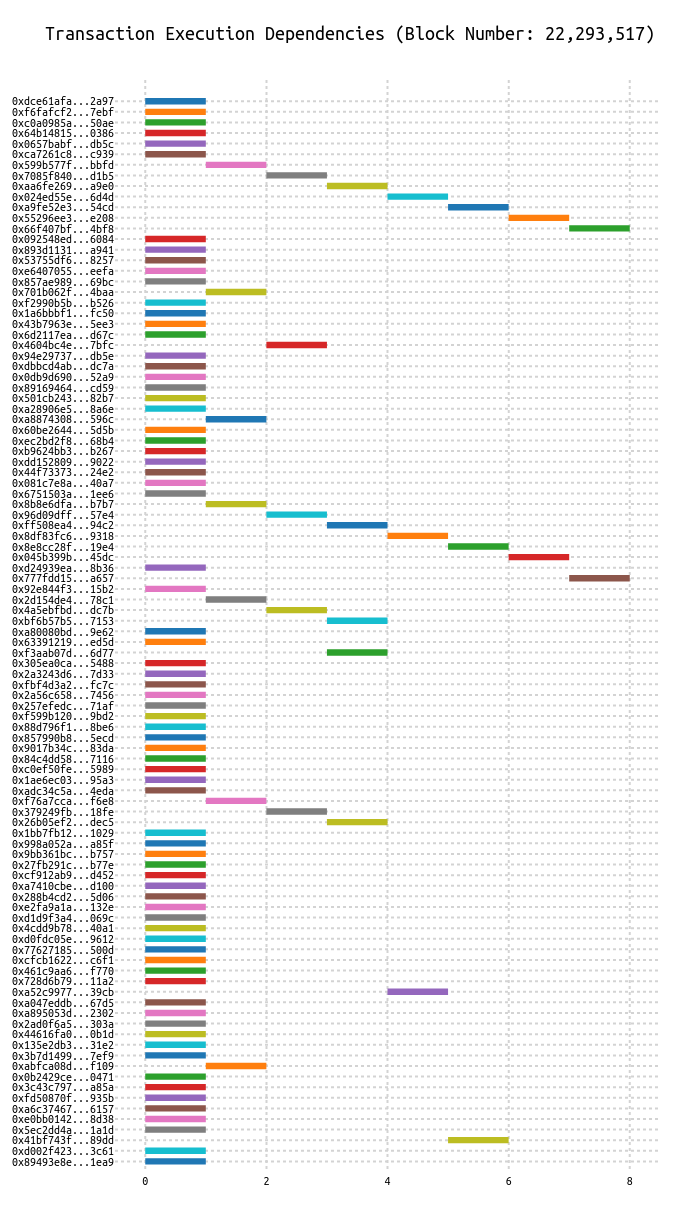 Transaction Execution Dependencies (Block Number: 22,293,517)
0xdce61afa...2a97
0xf6fafcf2...7ebf
0xc0a0985a...50ae
0x64b14815...0386
0x0657babf...db5c
0xca7261c8...c939
0x599b577f...bbfd
0x7085f840...d1b5
0xaa6fe269...a9e0
0x024ed55e...6d4d
0xa9fe52e3...54cd
0x55296ee3...e208
0x66f407bf...4bf8
0x092548ed...6084
0x893d1131...a941
0x53755df6...8257
0xe6407055...eefa
0x857ae989...69bc
0x701b062f...4baa
0xf2990b5b...b526
0x1a6bbbf1...fc50
0x43b7963e...5ee3
0x6d2117ea...d67c
0x4604bc4e...7bfc
0x94e29737...db5e
0xdbbcd4ab...dc7a
0x0db9d690...52a9
0x89169464...cd59
0x501cb243...82b7
0xa28906e5...8a6e
0xa8874308...596c
0x60be2644...5d5b
0xec2bd2f8...68b4
0xb9624bb3...b267
0xdd152809...9022
0x44f73373...24e2
0x081c7e8a...40a7
0x6751503a...1ee6
0x8b8e6dfa...b7b7
0x96d09dff...57e4
0xff508ea4...94c2
0x8df83fc6...9318
0x8e8cc28f...19e4
0x045b399b...45dc
0xd24939ea...8b36
0x777fdd15...a657
0x92e844f3...15b2
0x2d154de4...78c1
0x4a5ebfbd...dc7b
0xbf6b57b5...7153
0xa80080bd...9e62
0x63391219...ed5d
0xf3aab07d...6d77
0x305ea0ca...5488
0x2a3243d6...7d33
0xfbf4d3a2...fc7c
0x2a56c658...7456
0x257efedc...71af
0xf599b120...9bd2
0x88d796f1...8be6
0x857990b8...5ecd
0x9017b34c...83da
0x84c4dd58...7116
0xc0ef50fe...5989
0x1ae6ec03...95a3
0xadc34c5a...4eda
0xf76a7cca...f6e8
0x379249fb...18fe
0x26b05ef2...dec5
0x1bb7fb12...1029
0x998a052a...a85f
0x9bb361bc...b757
0x27fb291c...b77e
0xcf912ab9...d452
0xa7410cbe...d100
0x288b4cd2...5d06
0xe2fa9a1a...132e
0xd1d9f3a4...069c
0x4cdd9b78...40a1
0xd0fdc05e...9612
0x77627185...500d
0xcfcb1622...c6f1
0x461c9aa6...f770
0x728d6b79...11a2
0xa52c9977...39cb
0xa047eddb...67d5
0xa895053d...2302
0x2ad0f6a5...303a
0x44616fa0...0b1d
0x135e2db3...31e2
0x3b7d1499...7ef9
0xabfca08d...f109
0x0b2429ce...0471
0x3c43c797...a85a
0xfd50870f...935b
0xa6c37467...6157
0xe0bb0142...8d38
0x5ec2dd4a...1a1d
0x41bf743f...89dd
0xd002f423...3c61
0x89493e8e...1ea9
0 2 4 6 8